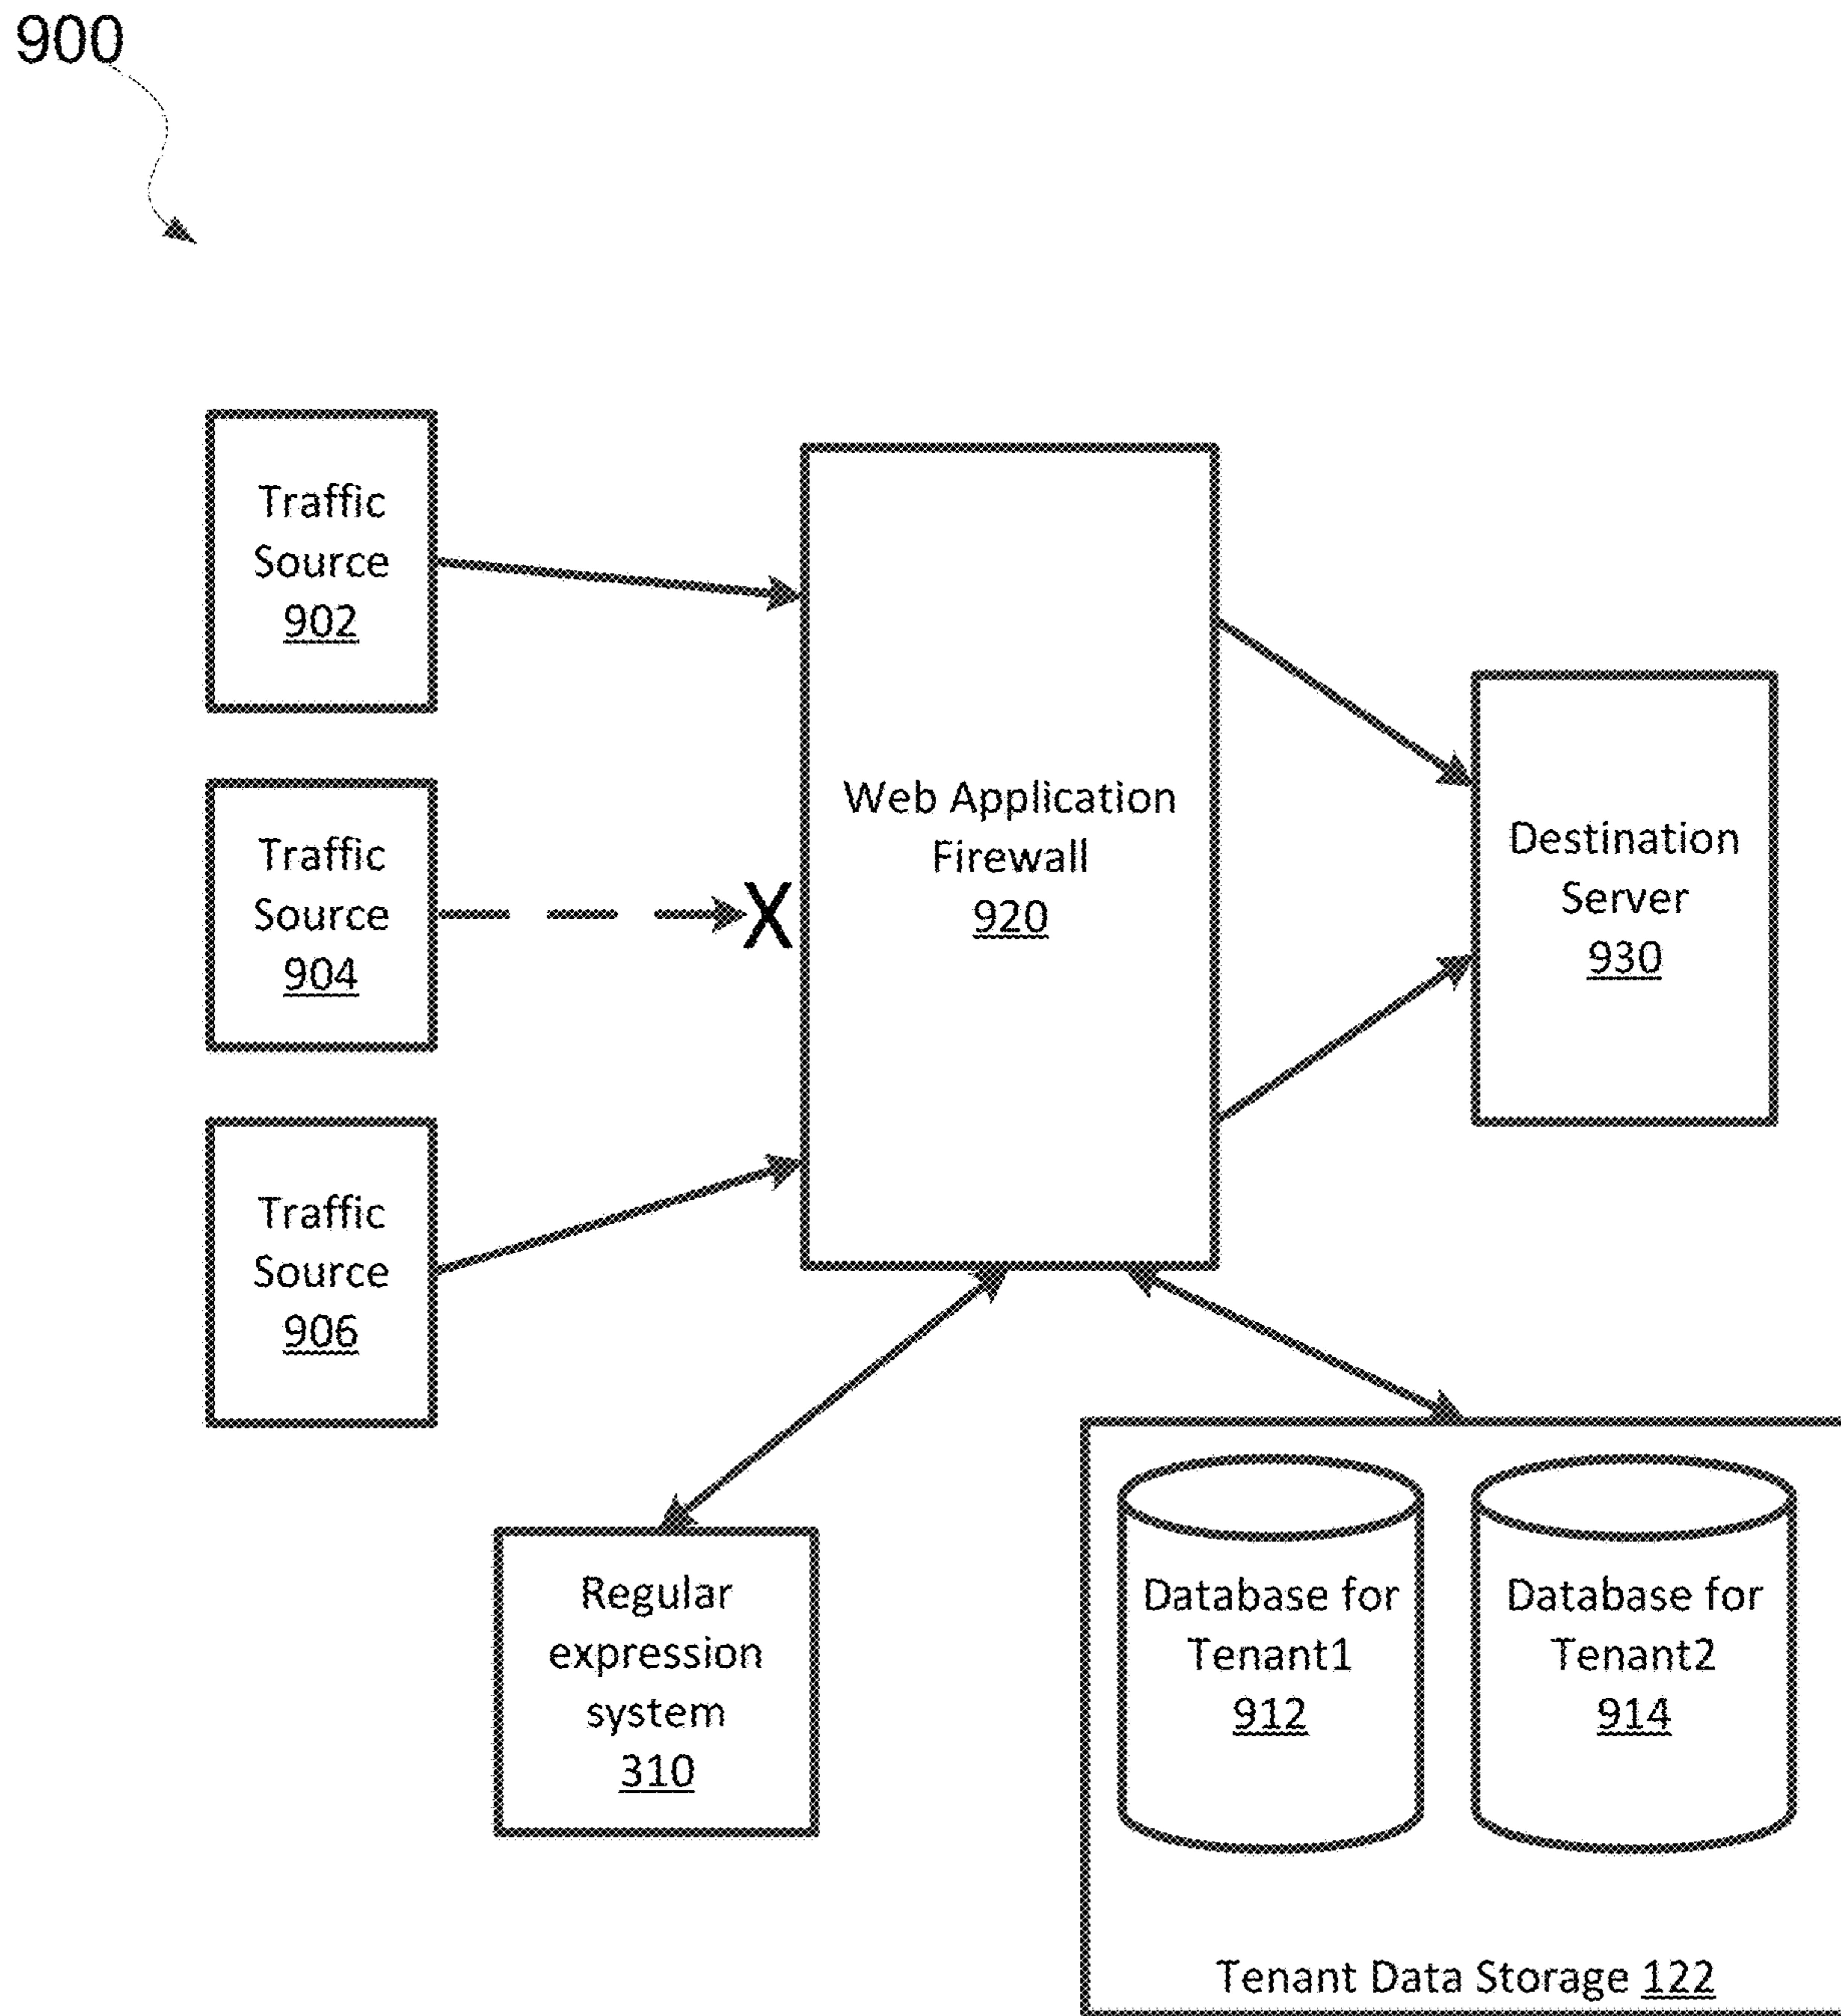 900
Traffic
Source
902
Traffic
Source
904
X
Traffic
Source
906
Web Application
Firewall
920
Destination
Server
930
Regular
expression
system
310
Database for
Tenant1
912
Database for
Tenant2
914
Tenant Data Storage 122